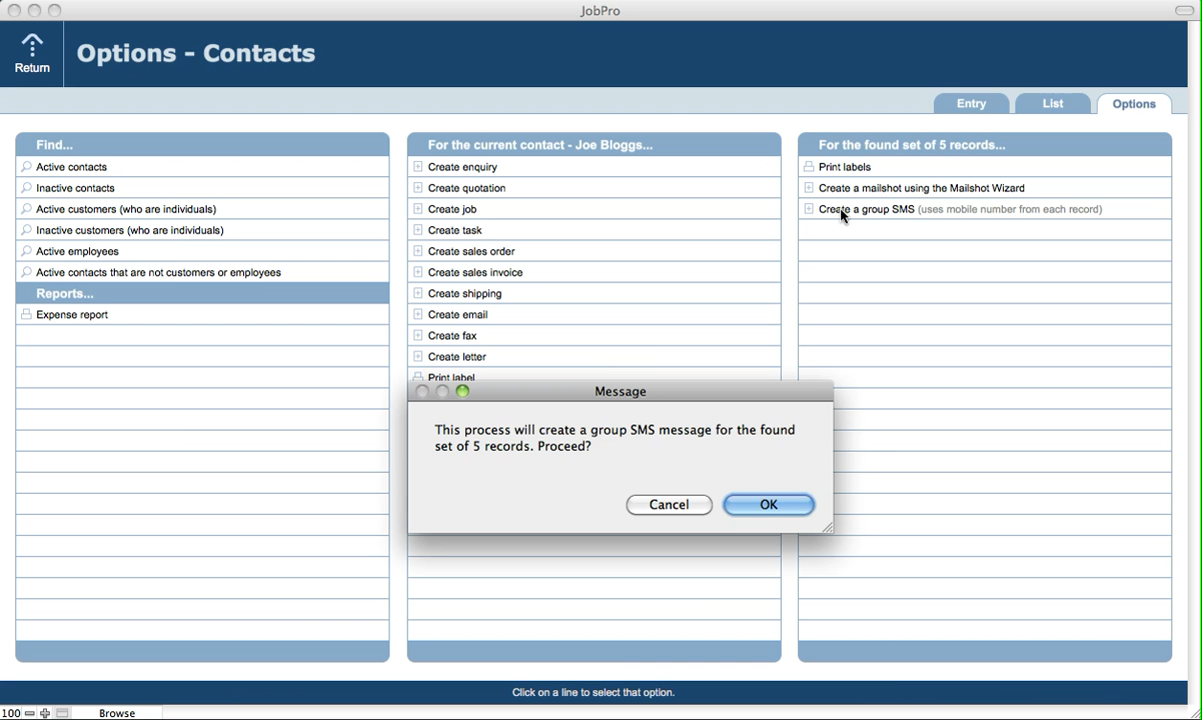 JobPro
Return
Options - Contacts
Entry
List
Options
Find...
Active contacts
Inactive contacts
Active customers (who are individuals)
Inactive customers (who are individuals)
Active employees
Active contacts that are not customers or employees
Reports...
Expense report
For the current contact - Joe Bloggs...
Create enquiry
Create quotation
Create job
Create task
Create sales order
Create sales invoice
Create shipping
Create email
Create fax
Create letter
Print label
For the found set of 5 records...
Print labels
Create a mailshot using the Mailshot Wizard
Create a group SMS (uses mobile number from each record)
Message
This process will create a group SMS message for the found
set of 5 records. Proceed?
Cancel
OK
Click on a line to select that option.
100
Browse